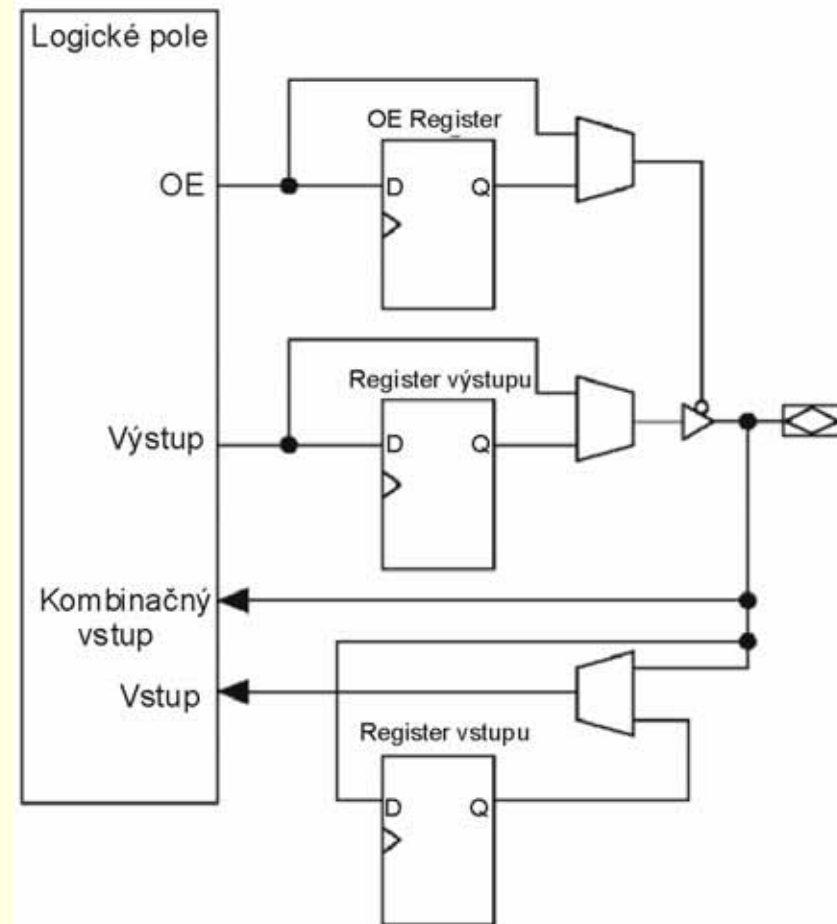 Logické pole
OE Register
OE
D
Q
Register výstupu
Výstup
D
Q
Kombinačný
vstup
Vstup
Register vstupu
D
Q